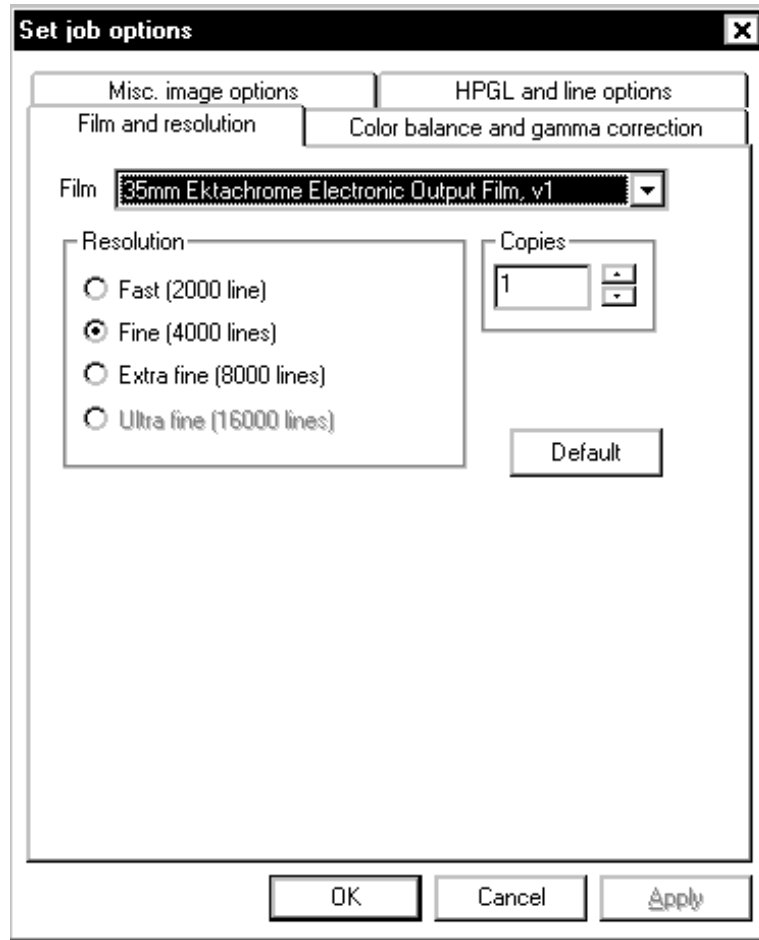 Set job options
Misc. image options
HPGL and line options
Film and resolution
Color balance and gamma correction
Film
35mm Ektachrome Electronic Output Film, v1
Resolution
Copies
Fast (2000 line)
1
Fine (4000 lines)
Extra fine (8000 lines)
Ultra fine (16000 lines)
Default
OK
Cancel
Apply